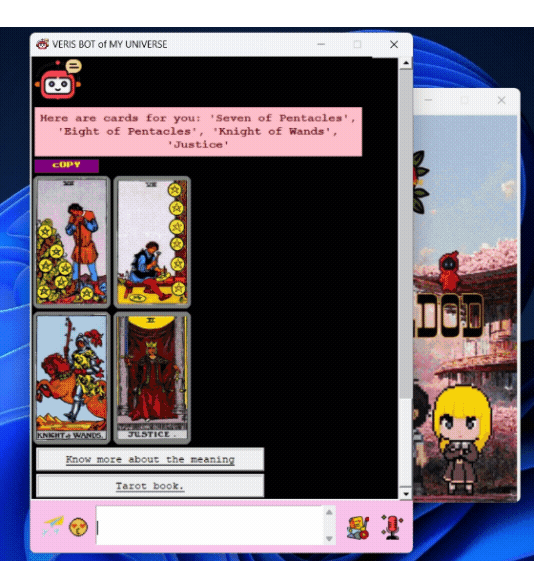 VERIS BOT of MY UNIVERSE
Here are cards for you: 'Seven of Pentacles',
'Eight of Pentacles', 'Knight of Wands',
'Justice'
cOPY
VII
KNIGHT of WANDS.
JUSTICE .
Know more about the meaning
Tarot book.